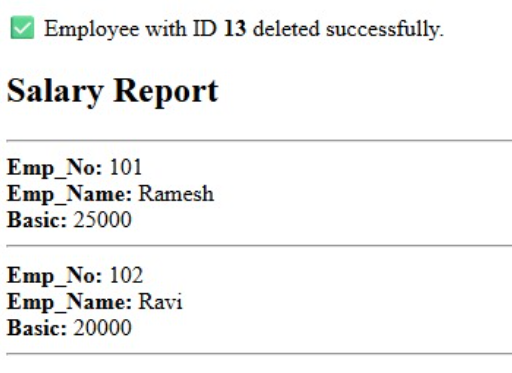 Employee with ID 13 deleted successfully.
Salary Report
Emp_No: 101
Emp_Name: Ramesh
Basic: 25000
Emp_No: 102
Emp_Name: Ravi
Basic: 20000